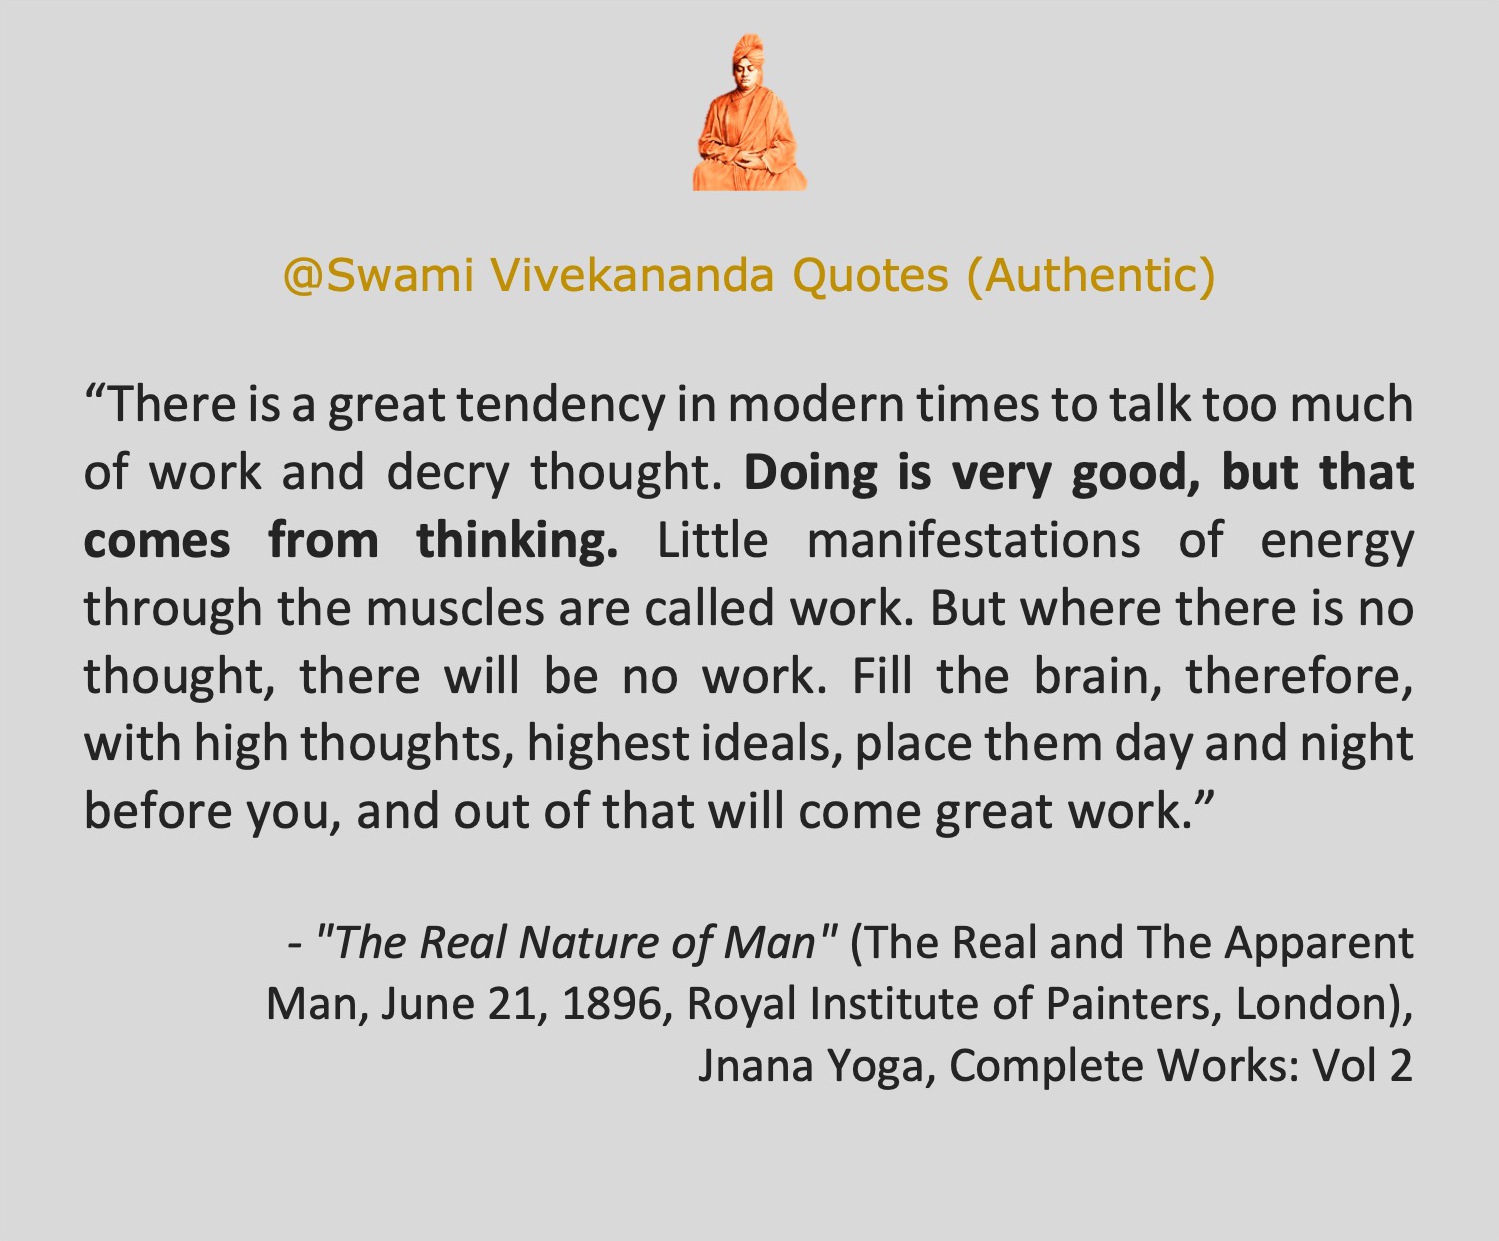 @Swami Vivekananda Quotes (Authentic)
“There is a great tendency in modern times to talk too much
of work and decry thought. Doing is very good, but that
comes from thinking. Little manifestations of energy
through the muscles are called work. But where there is no
thought, there will be no work. Fill the brain, therefore,
with high thoughts, highest ideals, place them day and night
before you, and out of that will come great work.”
- "The Real Nature of Man" (The Real and The Apparent
Man, June 21, 1896, Royal Institute of Painters, London),
Jnana Yoga, Complete Works: Vol 2